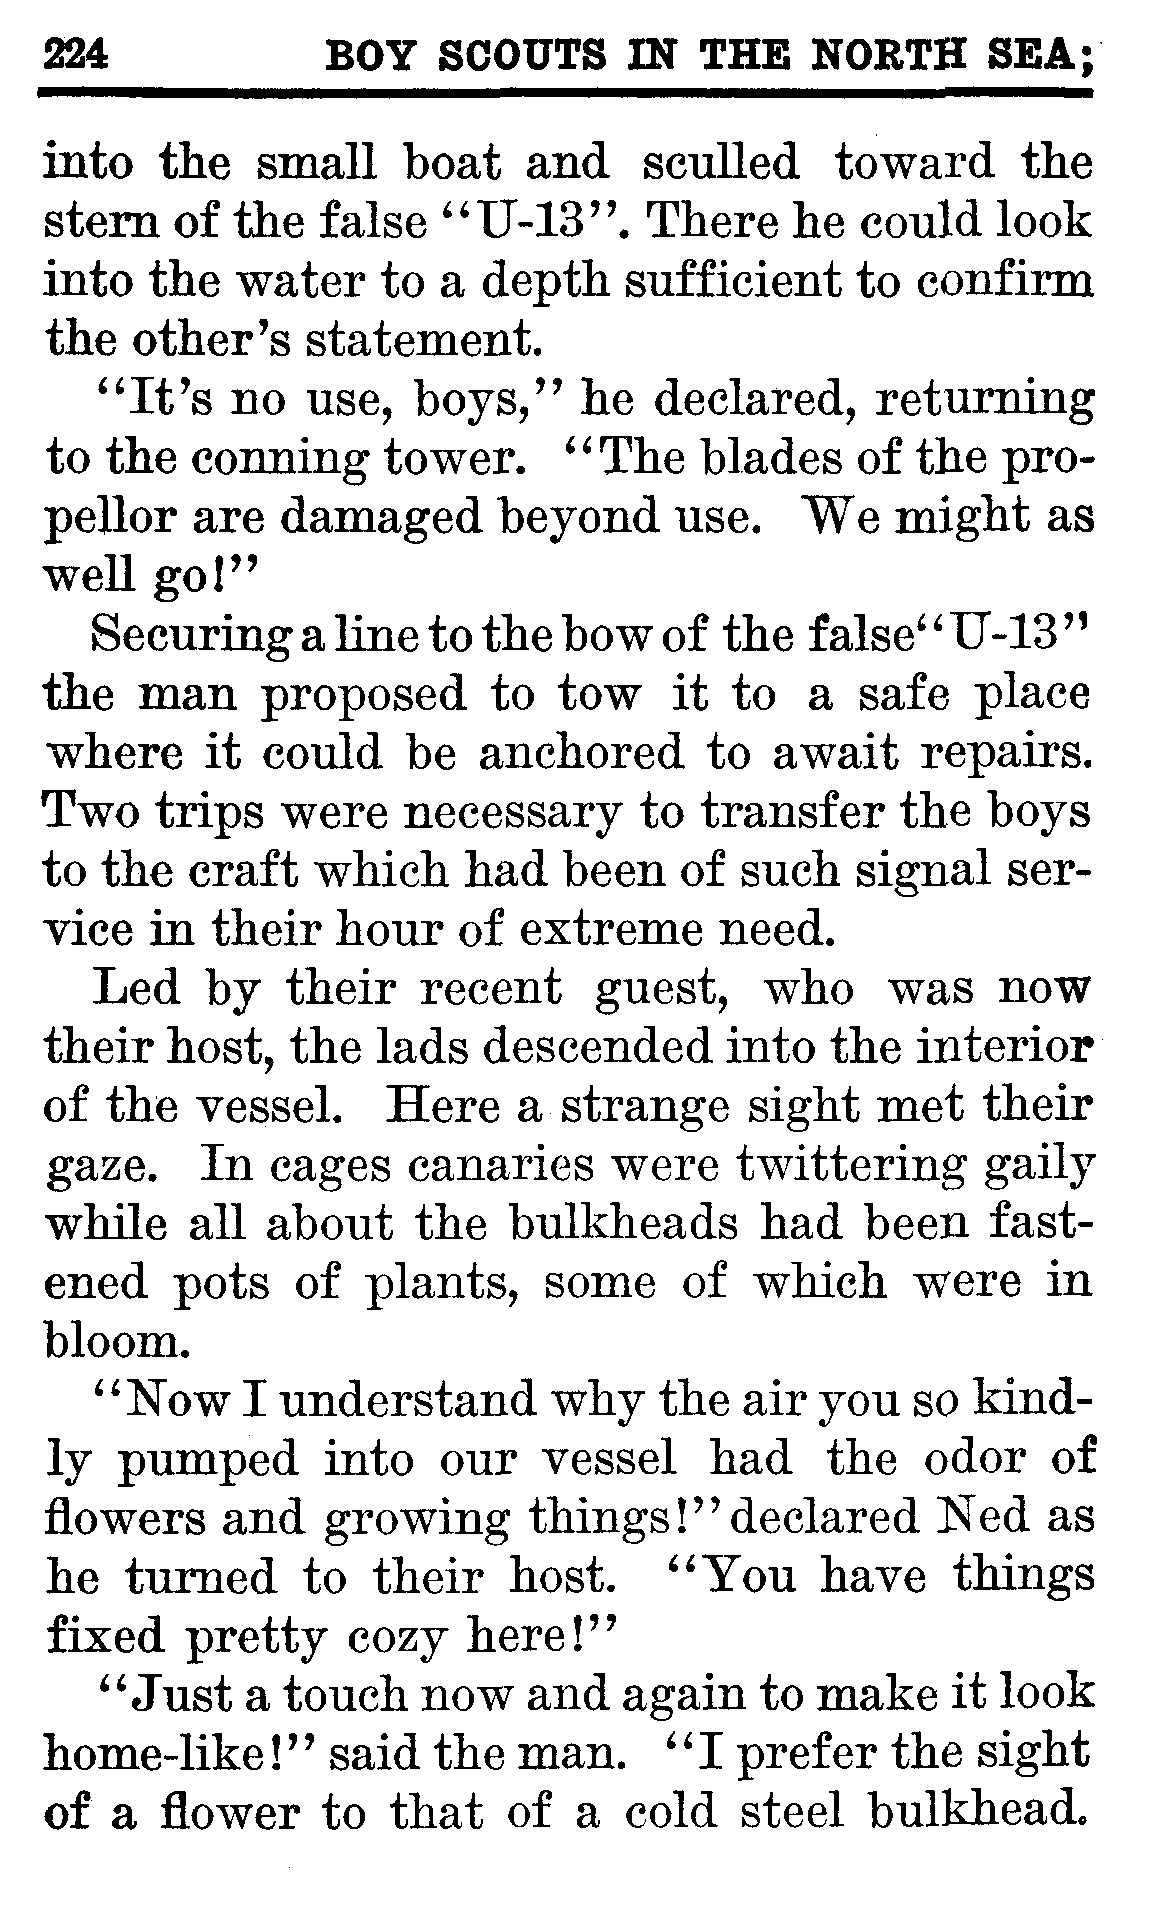 224 BOY SCOUTS IN THE NORTH SEA;
into the small boat and sculled toward the
stern of the false "U-13". There he could look
into the water to a depth sufficient to confirm
the other's statement.
"It's no use, boys," he declared, returning
to the conning tower. "The blades of the pro-
pellor are damaged beyond use. We might as
well go!"
Securing a line to the bow of the false "U-13"
the man proposed to tow it to a safe place
where it could be anchored to await repairs.
Two trips were necessary to transfer the boys
to the craft which had been of such signal ser-
vice in their hour of extreme need.
Led by their recent guest, who was now
their host, the lads descended into the interior
of the vessel. Here a strange sight met their
gaze. In cages canaries were twittering gaily
while all about the bulkheads had been fast-
ened pots of plants, some of which were in
bloom.
"Now I understand why the air you so kind-
ly pumped into our vessel had the odor of
flowers and growing things!" declared Ned as
he turned to their host. "You have things
fixed pretty cozy here!"
"Just a touch now and again to make it look
home-like!" said the man. "I prefer the sight
of a flower to that of a cold steel bulkhead.